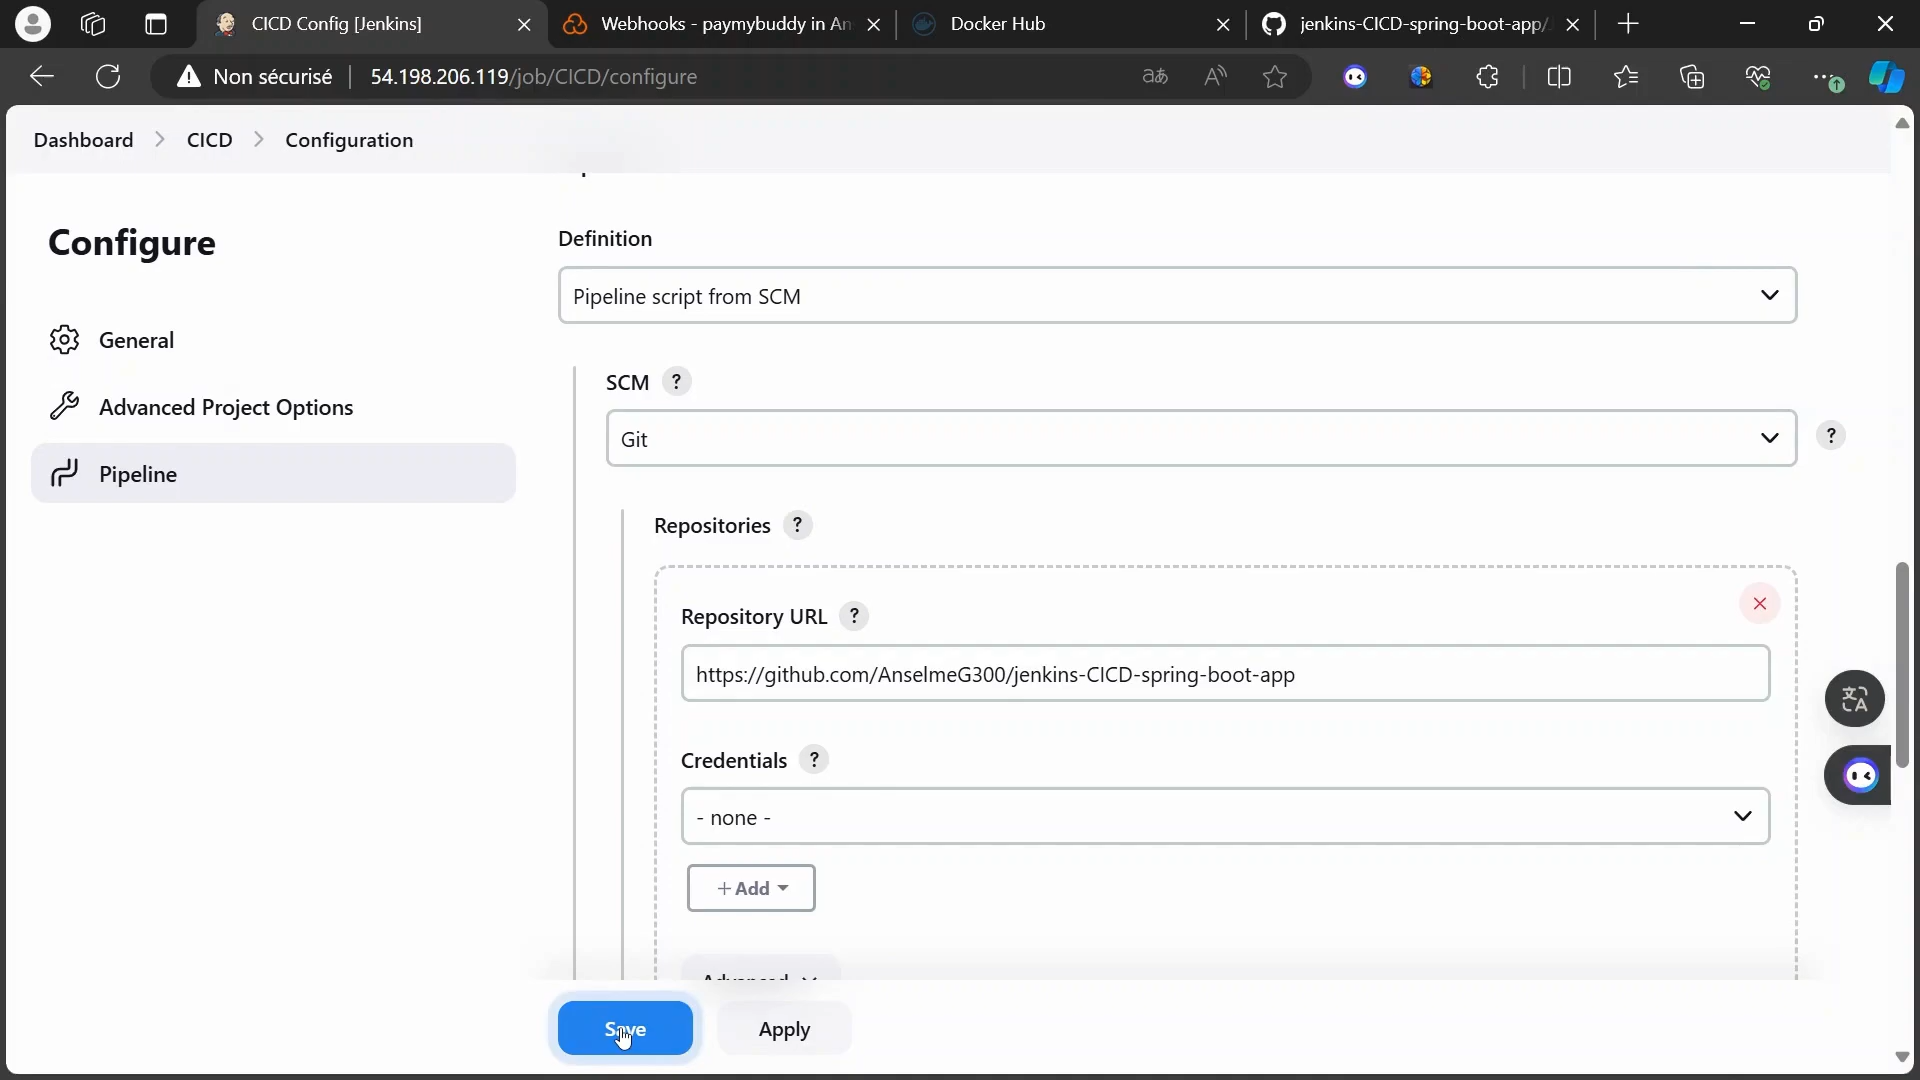 CICD Config [Jenkins]
Webhooks - paymybuddy in An
Docker Hub
jenkins-CICD-spring-boot-app/
Non sécurisé
54.198.206.119/job/CICD/configure
Dashboard
CICD
Configuration
Configure
General
Advanced Project Options
Pipeline
Definition
Pipeline script from SCM
SCM ?
Git
?
Repositories ?
Repository URL ?
https://github.com/AnselmeG300/jenkins-CICD-spring-boot-app
Credentials ?
- none -
+ Add
Advanced
Save
Apply